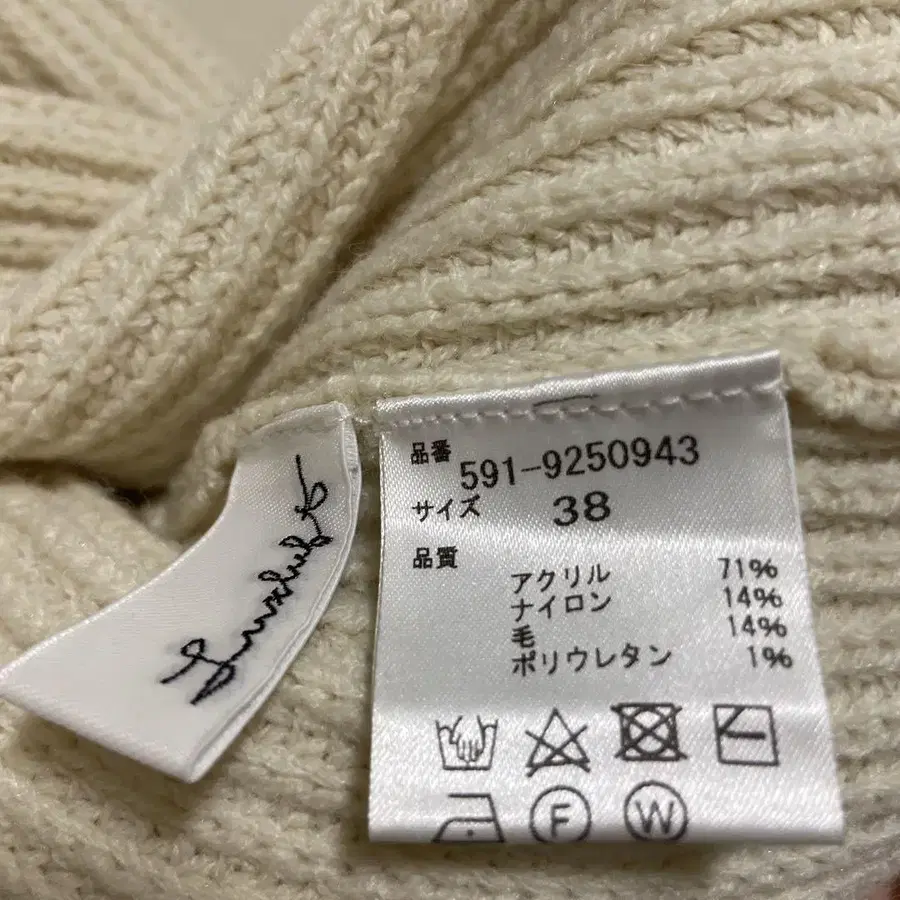 品番 591-9250943
サイズ 38
品質
アクリル 71%
ナイロン 14%
毛 14%
ポリウレタン 1%
F W